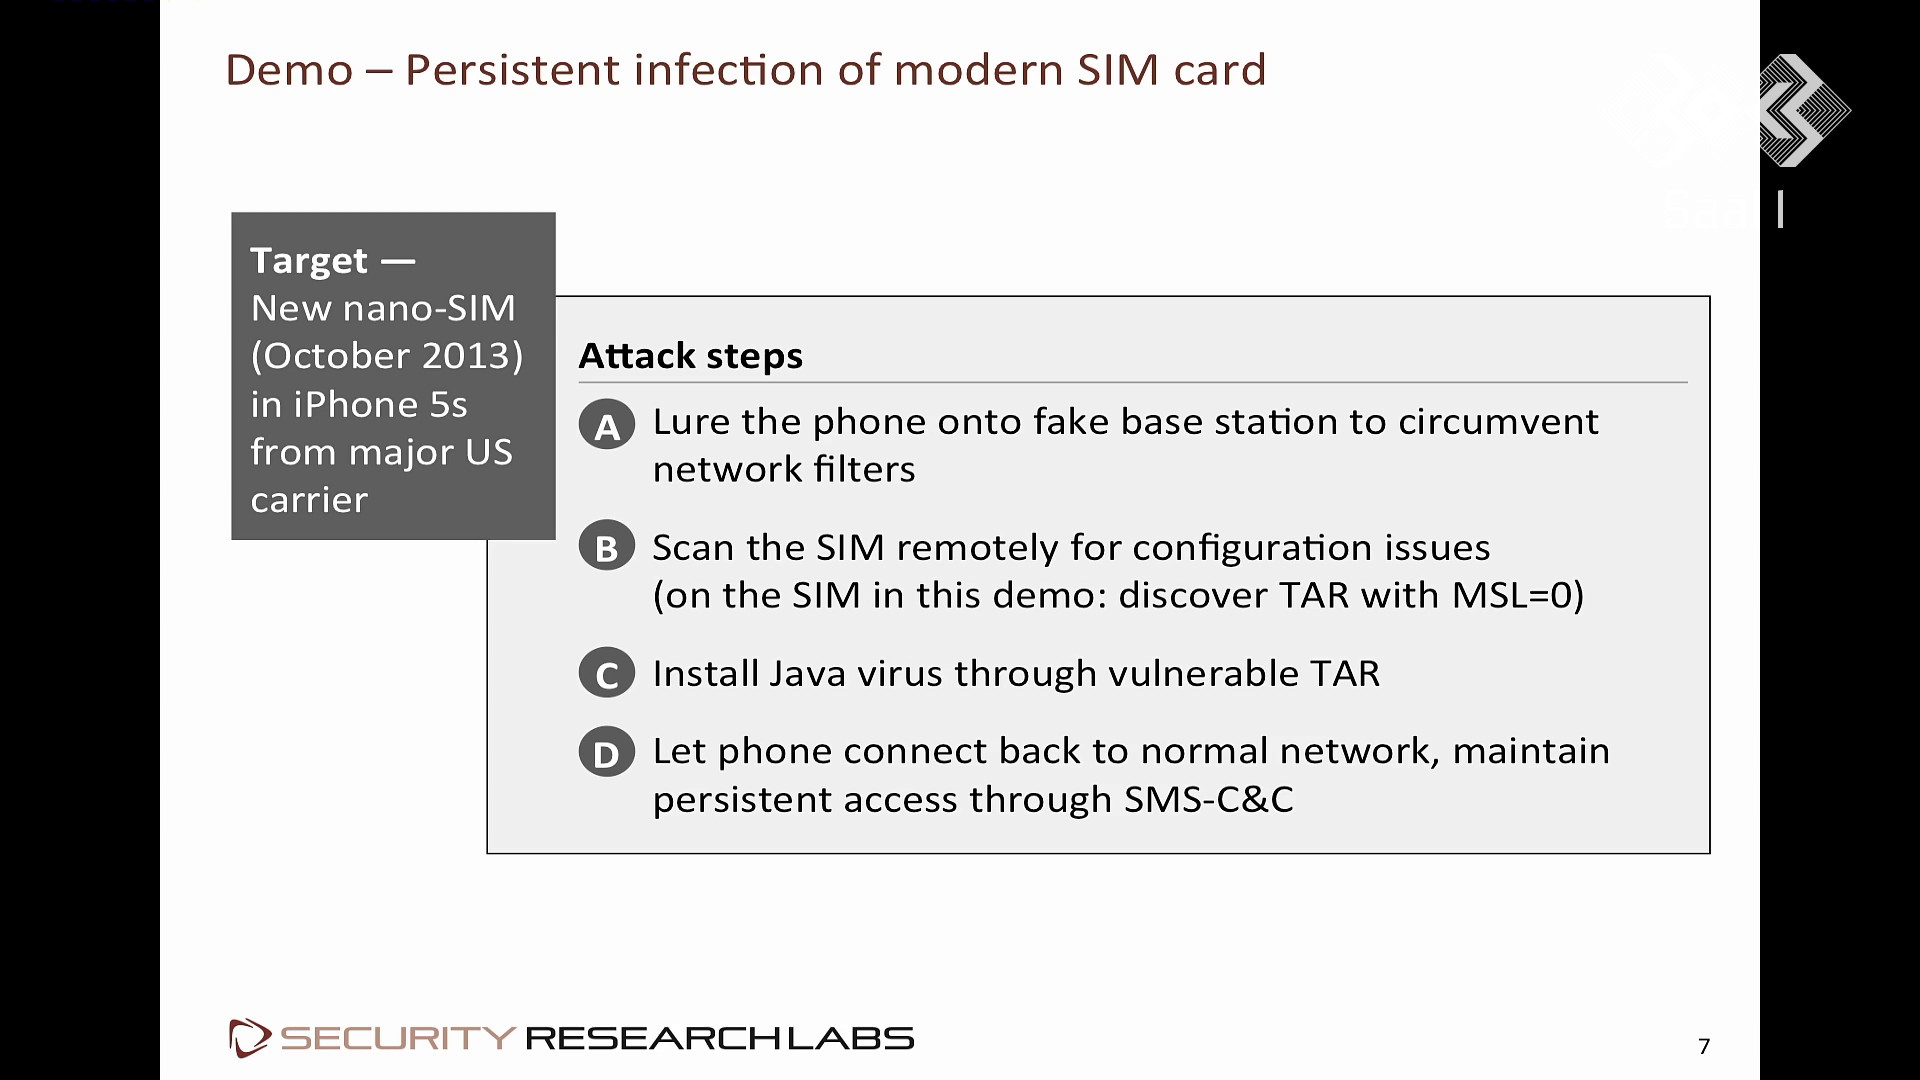 Demo – Persistent infection of modern SIM card
Saal 1
Target —
New nano-SIM
(October 2013)
in iPhone 5s
from major US
carrier
Attack steps
A Lure the phone onto fake base station to circumvent
network filters
B Scan the SIM remotely for configuration issues
(on the SIM in this demo: discover TAR with MSL=0)
C Install Java virus through vulnerable TAR
D Let phone connect back to normal network, maintain
persistent access through SMS-C&C
SECURITY RESEARCH LABS
7